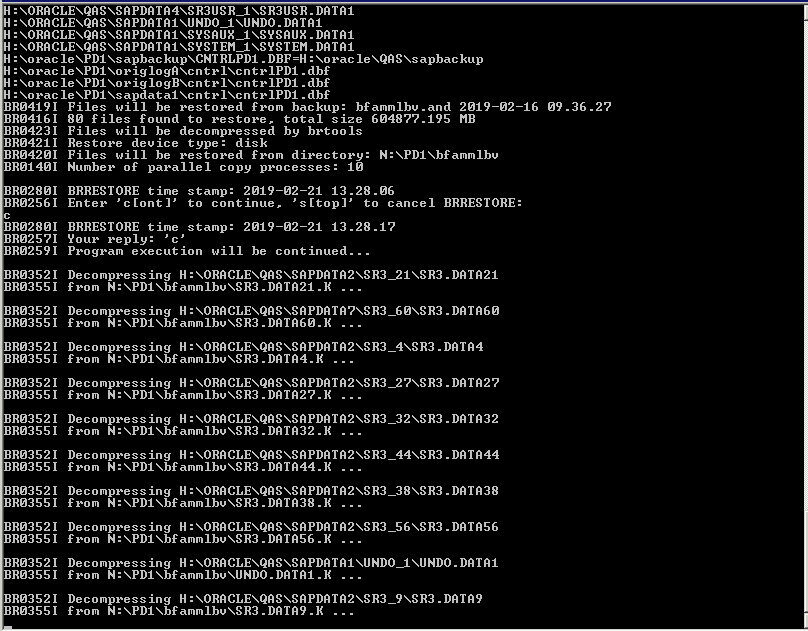 H:\ORACLE\QAS\SAPDATA4\SR3USR_1\SR3USR.DATA1
H:\ORACLE\QAS\SAPDATA1\UNDO_1\UNDO.DATA1
H:\ORACLE\QAS\SAPDATA1\SYSAUX_1\SYSAUX.DATA1
H:\ORACLE\QAS\SAPDATA1\SYSTEM_1\SYSTEM.DATA1
H:\oracle\PD1\sapbackup\CNTRLPD1.DBF=H:\oracle\QAS\sapbackup
H:\oracle\PD1\origlogA\cntrl\cntrlPD1.dbf
H:\oracle\PD1\origlogB\cntrl\cntrlPD1.dbf
H:\oracle\PD1\sapdata1\cntrl\cntrlPD1.dbf
BR0419I Files will be restored from backup: bfammlbv.and 2019-02-16 09.36.27
BR0416I 80 files found to restore, total size 604877.195 MB
BR0423I Files will be decompressed by brtools
BR0421I Restore device type: disk
BR0420I Files will be restored from directory: N:\PD1\bfammlbv
BR0140I Number of parallel copy processes: 10
BR0280I BRRESTORE time stamp: 2019-02-21 13.28.06
BR0256I Enter 'c[ont]' to continue, 's[top]' to cancel BRRESTORE:
c
BR0280I BRRESTORE time stamp: 2019-02-21 13.28.17
BR0257I Your reply: 'c'
BR0259I Program execution will be continued...
BR0352I Decompressing H:\ORACLE\QAS\SAPDATA2\SR3_21\SR3.DATA21
BR0355I from N:\PD1\bfammlbv\SR3.DATA21.K ...
BR0352I Decompressing H:\ORACLE\QAS\SAPDATA7\SR3_60\SR3.DATA60
BR0355I from N:\PD1\bfammlbv\SR3.DATA60.K ...
BR0352I Decompressing H:\ORACLE\QAS\SAPDATA2\SR3_4\SR3.DATA4
BR0355I from N:\PD1\bfammlbv\SR3.DATA4.K ...
BR0352I Decompressing H:\ORACLE\QAS\SAPDATA2\SR3_27\SR3.DATA27
BR0355I from N:\PD1\bfammlbv\SR3.DATA27.K ...
BR0352I Decompressing H:\ORACLE\QAS\SAPDATA2\SR3_32\SR3.DATA32
BR0355I from N:\PD1\bfammlbv\SR3.DATA32.K ...
BR0352I Decompressing H:\ORACLE\QAS\SAPDATA2\SR3_44\SR3.DATA44
BR0355I from N:\PD1\bfammlbv\SR3.DATA44.K ...
BR0352I Decompressing H:\ORACLE\QAS\SAPDATA2\SR3_38\SR3.DATA38
BR0355I from N:\PD1\bfammlbv\SR3.DATA38.K ...
BR0352I Decompressing H:\ORACLE\QAS\SAPDATA2\SR3_56\SR3.DATA56
BR0355I from N:\PD1\bfammlbv\SR3.DATA56.K ...
BR0352I Decompressing H:\ORACLE\QAS\SAPDATA1\UNDO_1\UNDO.DATA1
BR0355I from N:\PD1\bfammlbv\UNDO.DATA1.K ...
BR0352I Decompressing H:\ORACLE\QAS\SAPDATA2\SR3_9\SR3.DATA9
BR0355I from N:\PD1\bfammlbv\SR3.DATA9.K ...